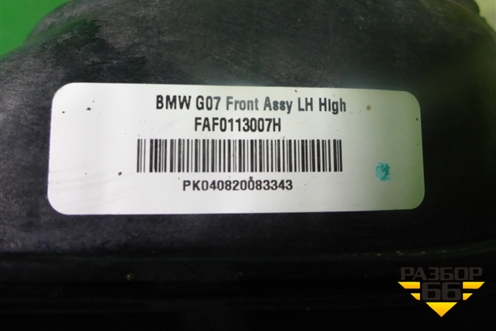 BMW G07 Front Assy LH High
FAF0113007H
PK040820083343
РАЗБОР
66